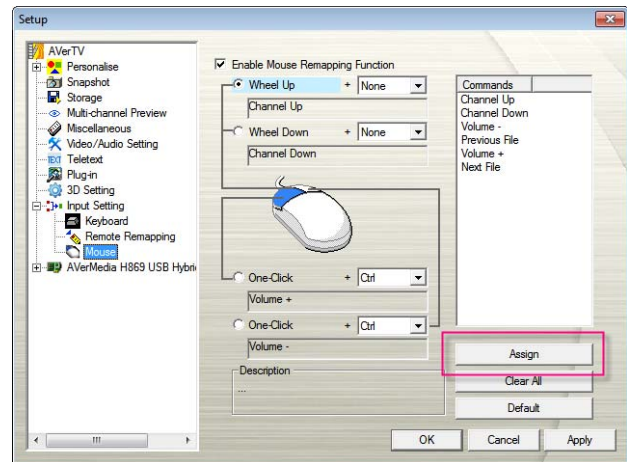 Setup
AVerTV
Personalise
Snapshot
Storage
Multi-channel Preview
Miscellaneous
Video/Audio Setting
TEXT Teletext
Plug-in
3D Setting
Input Setting
Keyboard
Remote Remapping
Mouse
AVerMedia H869 USB Hybri
Enable Mouse Remapping Function
Wheel Up + None
Channel Up
Wheel Down + None
Channel Down
One-Click + Ctrl
Volume +
One-Click + Ctrl
Volume -
Description
...
Commands
Channel Up
Channel Down
Volume -
Previous File
Volume +
Next File
Assign
Clear All
Default
OK Cancel Apply